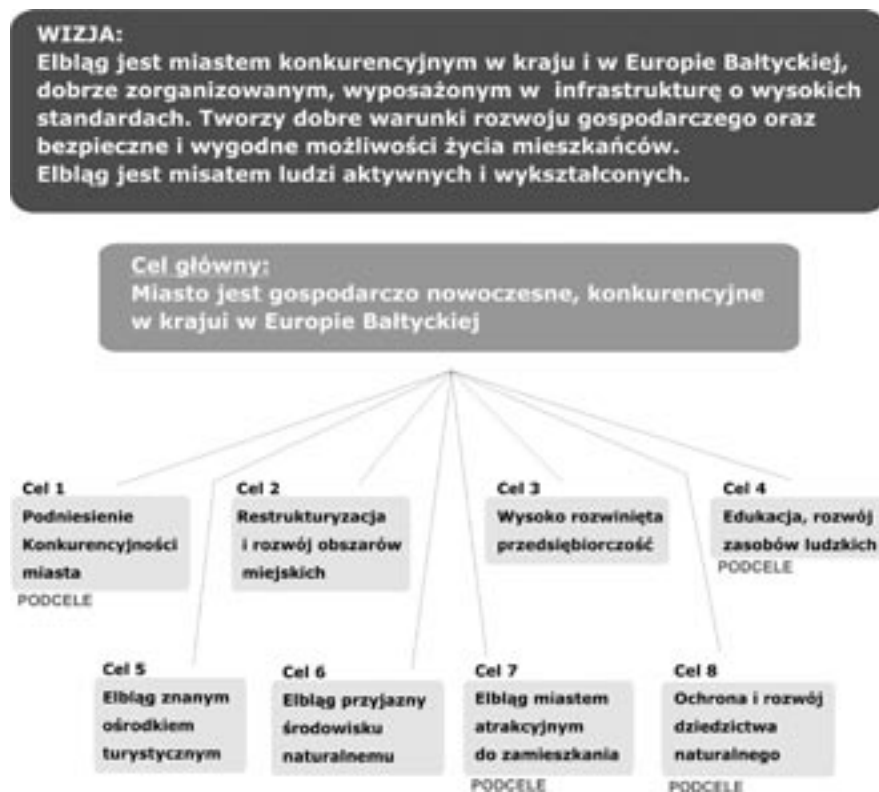 WIZJA:
Elbląg jest miastem konkurencyjnym w kraju i w Europie Bałtyckiej,
dobrze zorganizowanym, wyposażonym w infrastrukturę o wysokich
standardach. Tworzy dobre warunki rozwoju gospodarczego oraz
bezpieczne i wygodne możliwości życia mieszkańców.
Elbląg jest misatem ludzi aktywnych i wykształconych.
Cel główny:
Miasto jest gospodarczo nowoczesne, konkurencyjne
w krajui w Europie Bałtyckiej
Cel 1
Podniesienie
Konkurencyjności
miasta
PODCELE
Cel 2
Restrukturyzacja
i rozwój obszarów
miejskich
Cel 3
Wysoko rozwinięta
przedsiębiorczość
Cel 4
Edukacja, rozwój
zasobów ludzkich
PODCELE
Cel 5
Elbląg znanym
ośrodkiem
turystycznym
Cel 6
Elbląg przyjazny
środowisku
naturalnemu
Cel 7
Elbląg miastem
atrakcyjnym
do zamieszkania
PODCELE
Cel 8
Ochrona i rozwój
dziedzictwa
naturalnego
PODCELE